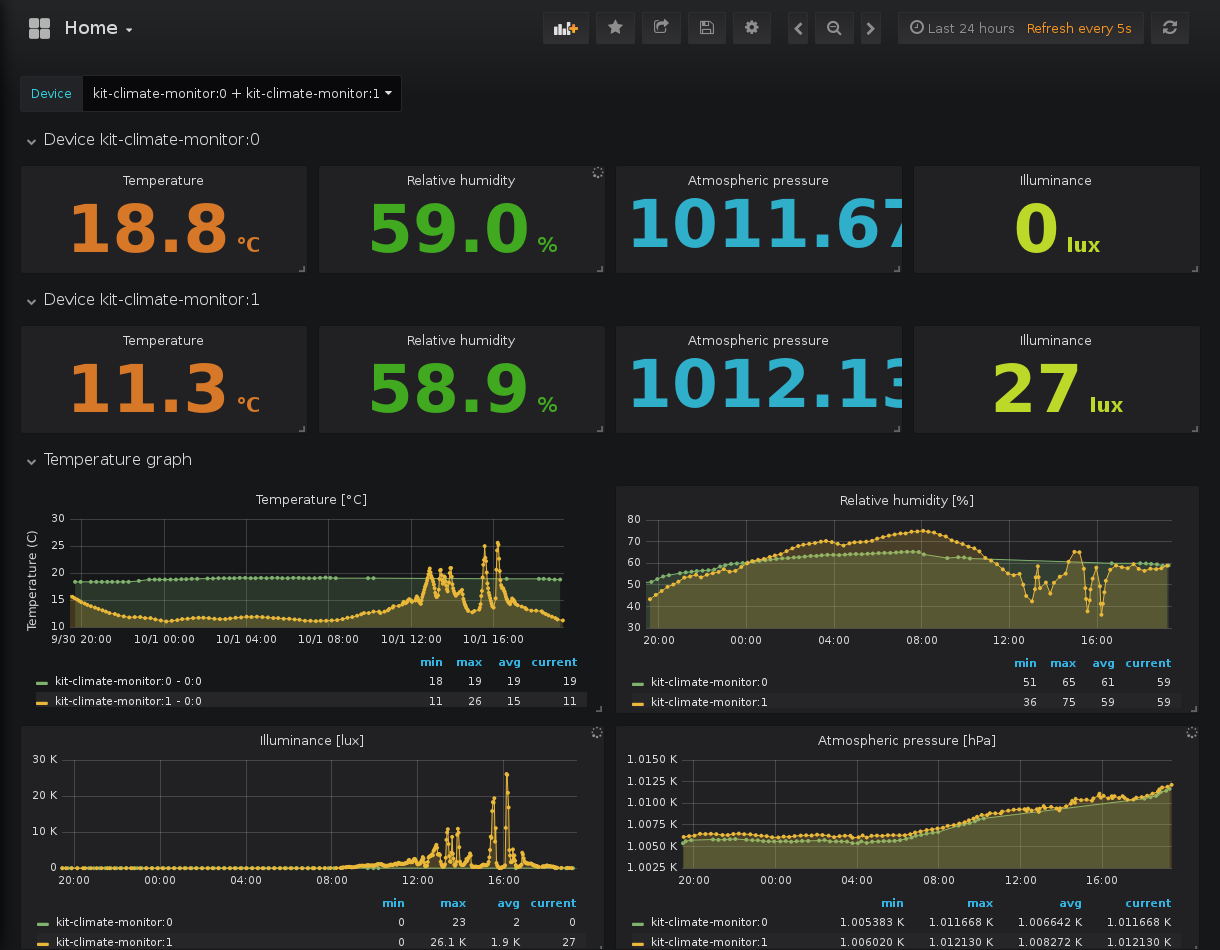 Home
Last 24 hours Refresh every 5s
Device kit-climate-monitor:0 + kit-climate-monitor:1
Device kit-climate-monitor:0
Temperature Relative humidity Atmospheric pressure Illuminance
18.8 °C 59.0 % 1011.67 0 lux
Device kit-climate-monitor:1
Temperature Relative humidity Atmospheric pressure Illuminance
11.3 °C 58.9 % 1012.13 27 lux
Temperature graph
Temperature [°C]
Temperature (C)
30
25
20
15
10
9/30 20:00 10/1 00:00 10/1 04:00 10/1 08:00 10/1 12:00 10/1 16:00
min max avg current
kit-climate-monitor:0 - 0:0 18 19 19 19
kit-climate-monitor:1 - 0:0 11 26 15 11
Relative humidity [%]
80
70
60
50
40
30
20:00 00:00 04:00 08:00 12:00 16:00
min max avg current
kit-climate-monitor:0 51 65 61 59
kit-climate-monitor:1 36 75 59 59
Illuminance [lux]
30 K
20 K
10 K
0
20:00 00:00 04:00 08:00 12:00 16:00
min max avg current
kit-climate-monitor:0 0 23 2 0
kit-climate-monitor:1 0 26.1 K 1.9 K 27
Atmospheric pressure [hPa]
1.0150 K
1.0125 K
1.0100 K
1.0075 K
1.0050 K
1.0025 K
20:00 00:00 04:00 08:00 12:00 16:00
min max avg current
kit-climate-monitor:0 1.005383 K 1.011668 K 1.006642 K 1.011668 K
kit-climate-monitor:1 1.006020 K 1.012130 K 1.008272 K 1.012130 K